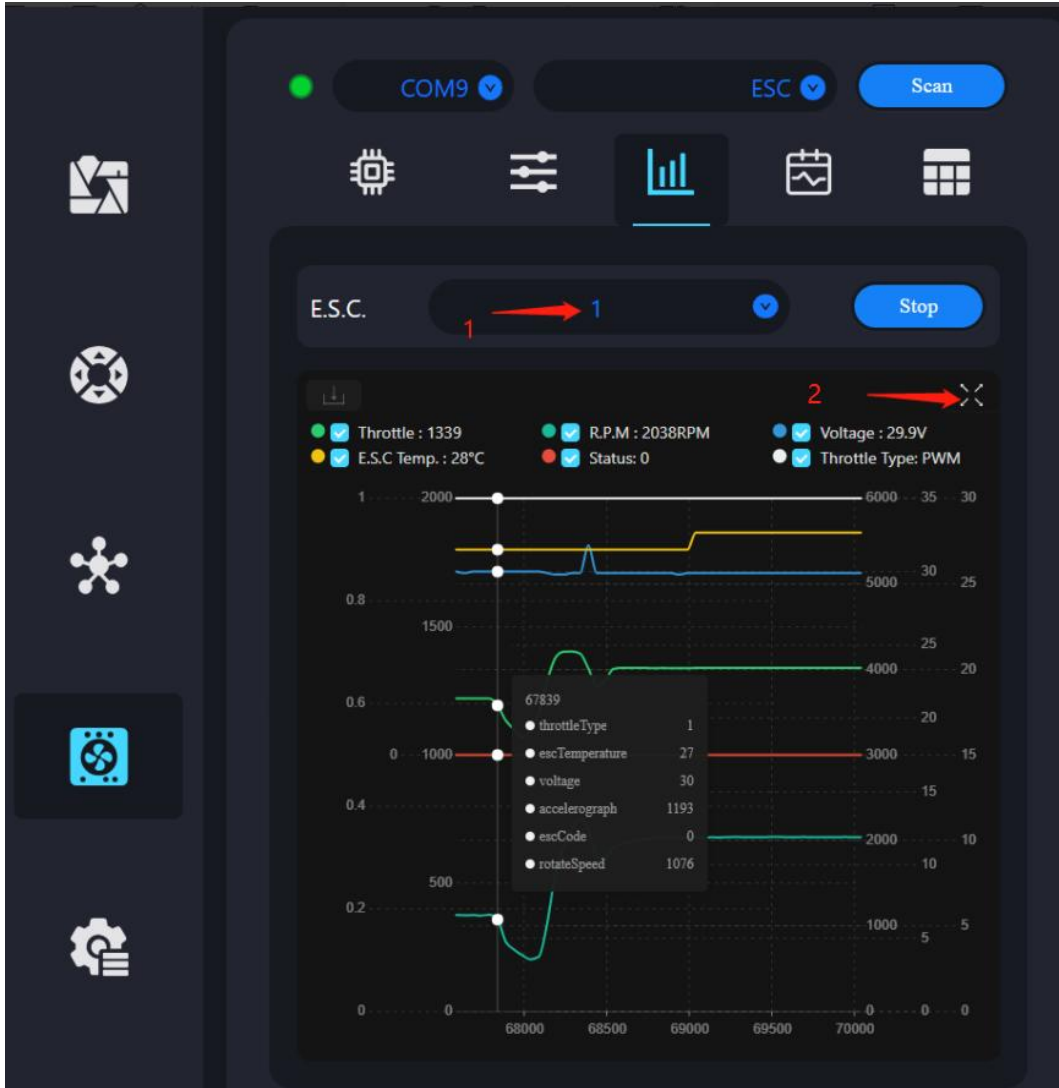 COM9 ESC Scan
E.S.C. 1 1 Stop
2
Throttle : 1339 R.P.M : 2038RPM Voltage : 29.9V
E.S.C Temp. : 28°C Status: 0 Throttle Type: PWM
1 2000 6000 35 30
5000 30 25
0.8
1500
25
4000 20
0.6 67839
throttleType 1
20
0 1000 escTemperature 27 3000 15
voltage 30
15
0.4 accelerograph 1193
escCode 0 2000 10
rotateSpeed 1076 10
500
0.2
1000 5
5
0 0 0 0 0
68000 68500 69000 69500 70000